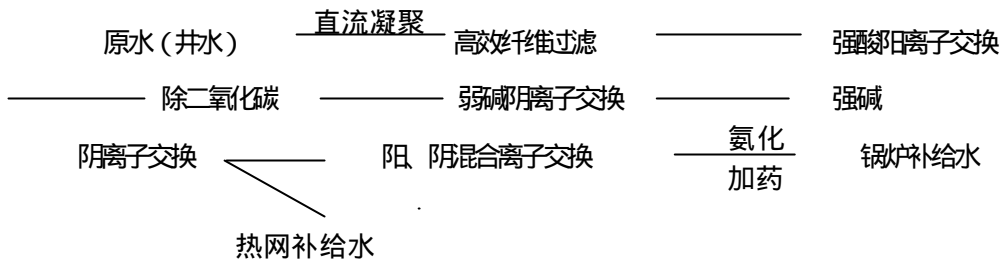 原水(井水) 直流凝聚 高效纤维过滤 强酸阳离子交换
除二氧化碳 弱碱阴离子交换 强碱
阴离子交换 阳、阴混合离子交换 氨化 加药 锅炉补给水
热网补给水